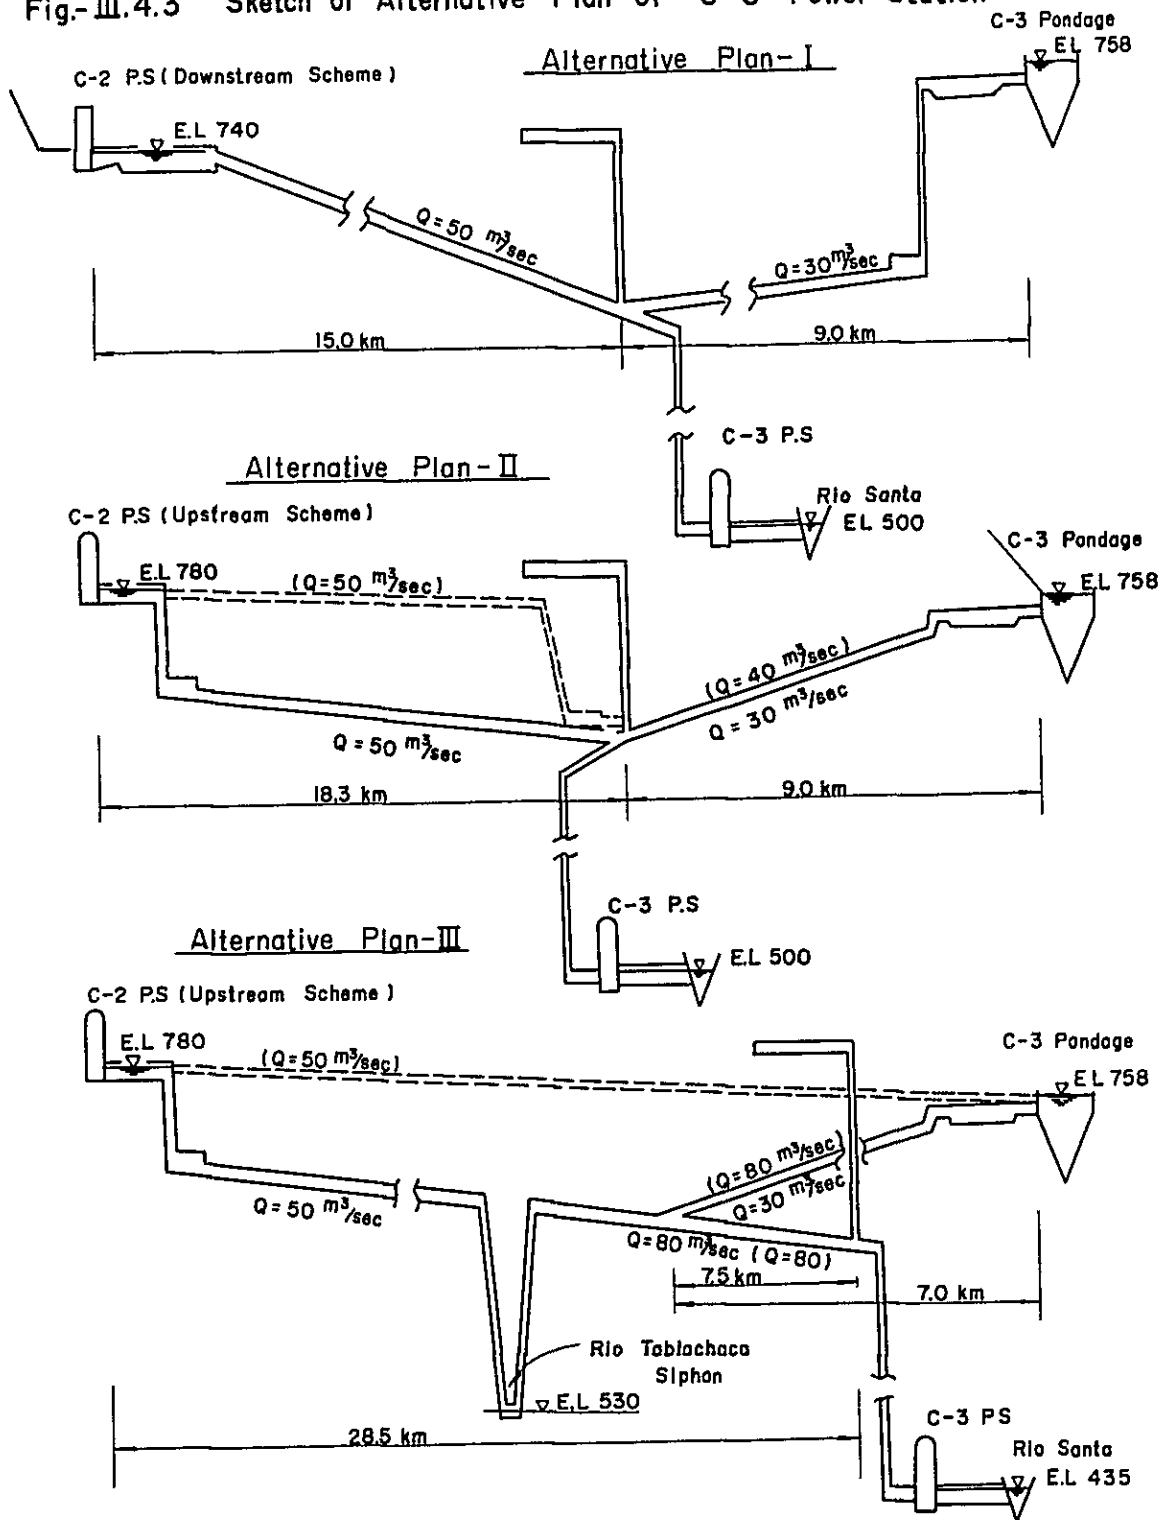 Fig.-III.4.3 Sketch of Alternative Plan of C-3 Power Station
C-3 Pondage
EL 758
Alternative Plan-I
C-2 P.S (Downstream Scheme)
E.L 740
Q=50 m³/sec
Q=30 m³/sec
15.0 km
9.0 km
C-3 P.S
Rio Santa
EL 500
Alternative Plan-II
C-2 P.S (Upstream Scheme)
E.L 780
(Q=50 m³/sec)
C-3 Pondage
E.L 758
(Q=40 m³/sec)
Q=30 m³/sec
Q=50 m³/sec
18.3 km
9.0 km
C-3 P.S
E.L 500
Alternative Plan-III
C-2 P.S (Upstream Scheme)
E.L 780
(Q=50 m³/sec)
C-3 Pondage
E.L 758
(Q=80 m³/sec)
Q=30 m³/sec
Q=50 m³/sec
Q=80 m³/sec (Q=80)
7.5 km
7.0 km
Rio Tablachaca
Siphon
E.L 530
28.5 km
C-3 P.S
Rio Santa
E.L 435